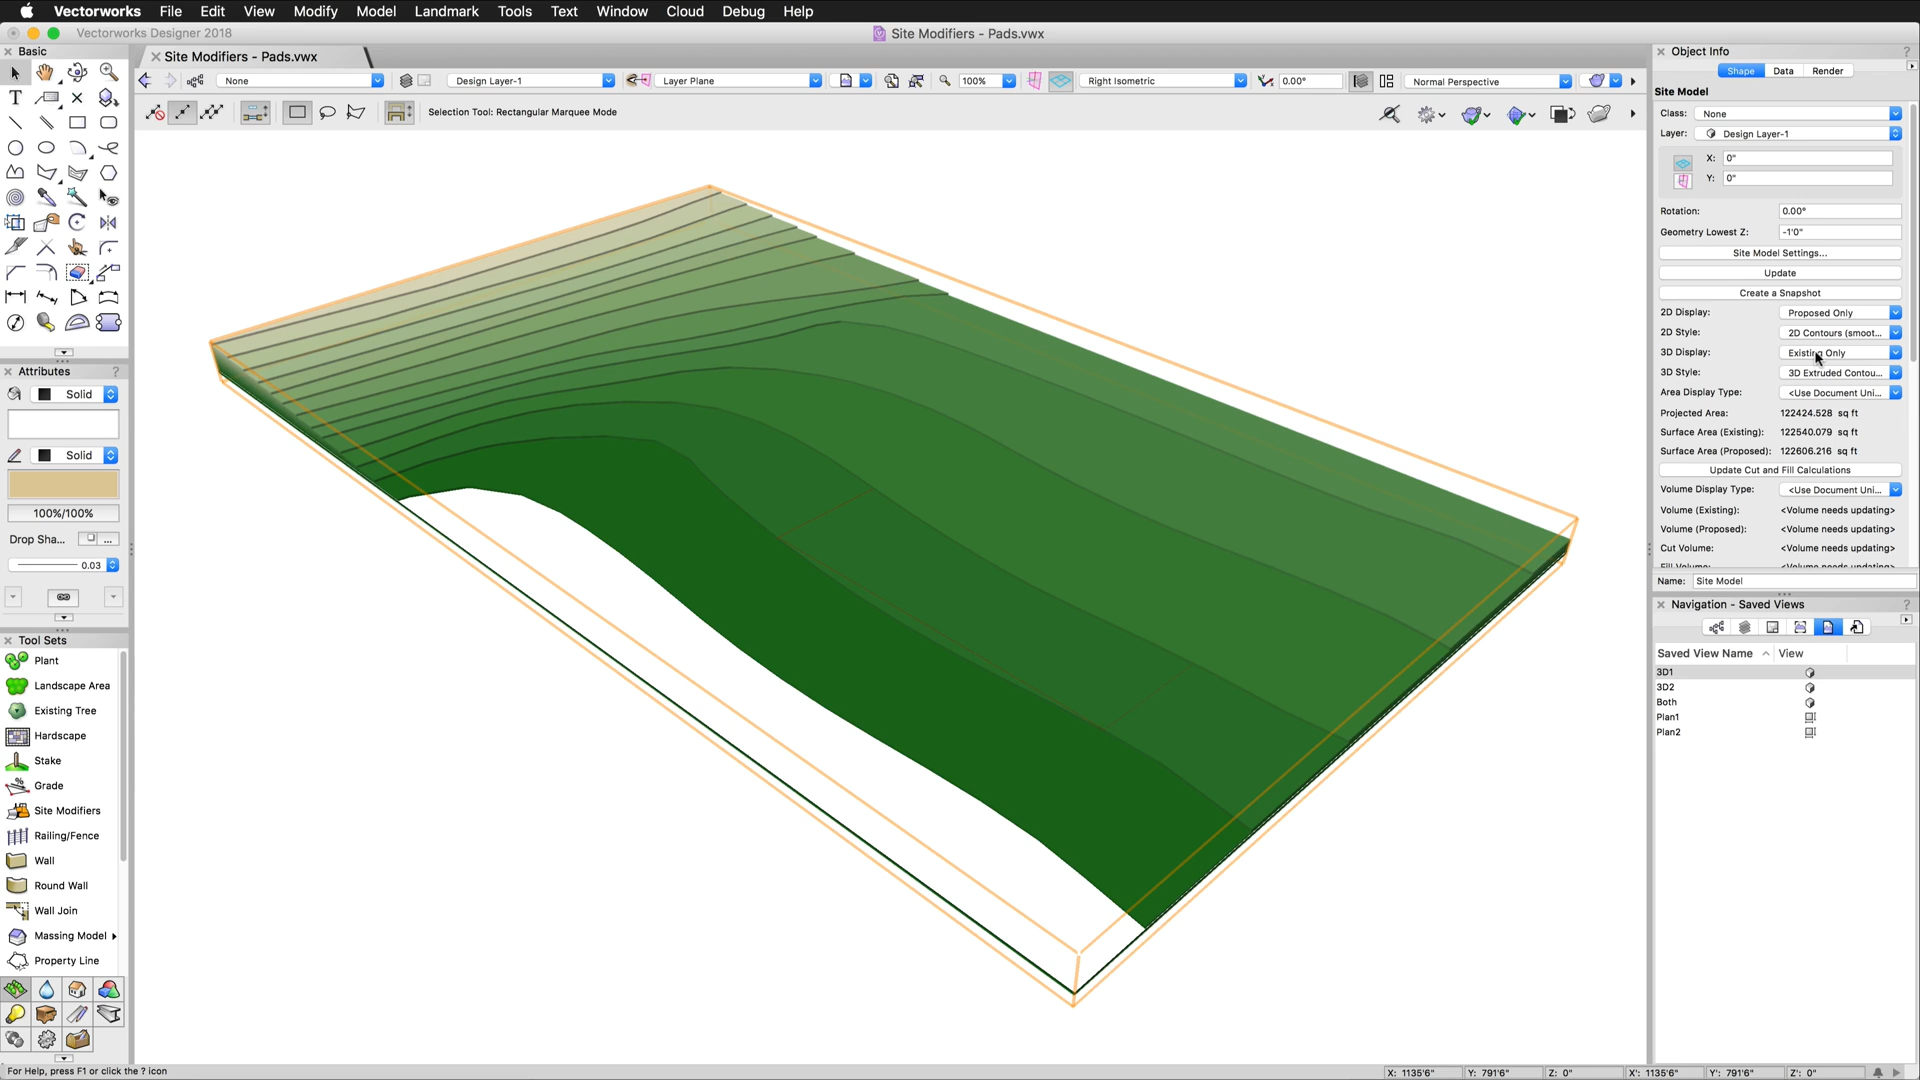 Vectorworks File Edit View Modify Model Landmark Tools Text Window Cloud Debug Help
Vectorworks Designer 2018
Site Modifiers - Pads.vwx
Basic
Site Modifiers - Pads.vwx
None
Design Layer-1
Layer Plane
100%
Right Isometric
0.00°
Normal Perspective
Selection Tool: Rectangular Marquee Mode
Attributes ?
Solid
Solid
100%/100%
Drop Sha... ...
0.03
Tool Sets
Plant
Landscape Area
Existing Tree
Hardscape
Stake
Grade
Site Modifiers
Railing/Fence
Wall
Round Wall
Wall Join
Massing Model
Property Line
For Help, press F1 or click the ? icon
Object Info ?
Shape Data Render
Site Model
Class: None
Layer: Design Layer-1
X: 0"
Y: 0"
Rotation: 0.00°
Geometry Lowest Z: -1'0"
Site Model Settings...
Update
Create a Snapshot
2D Display: Proposed Only
2D Style: 2D Contours (smoot...
3D Display: Existing Only
3D Style: 3D Extruded Contou...
Area Display Type: <Use Document Uni...
Projected Area: 122424.528 sq ft
Surface Area (Existing): 122540.079 sq ft
Surface Area (Proposed): 122606.216 sq ft
Update Cut and Fill Calculations
Volume Display Type: <Use Document Uni...
Volume (Existing): <Volume needs updating>
Volume (Proposed): <Volume needs updating>
Cut Volume: <Volume needs updating>
Fill Volume: <Volume needs updating>
Name: Site Model
Navigation - Saved Views ?
Saved View Name View
3D1
3D2
Both
Plan1
Plan2
X: 1135'6" Y: 791'6" Z: 0" X': 1135'6" Y': 791'6" Z': 0"